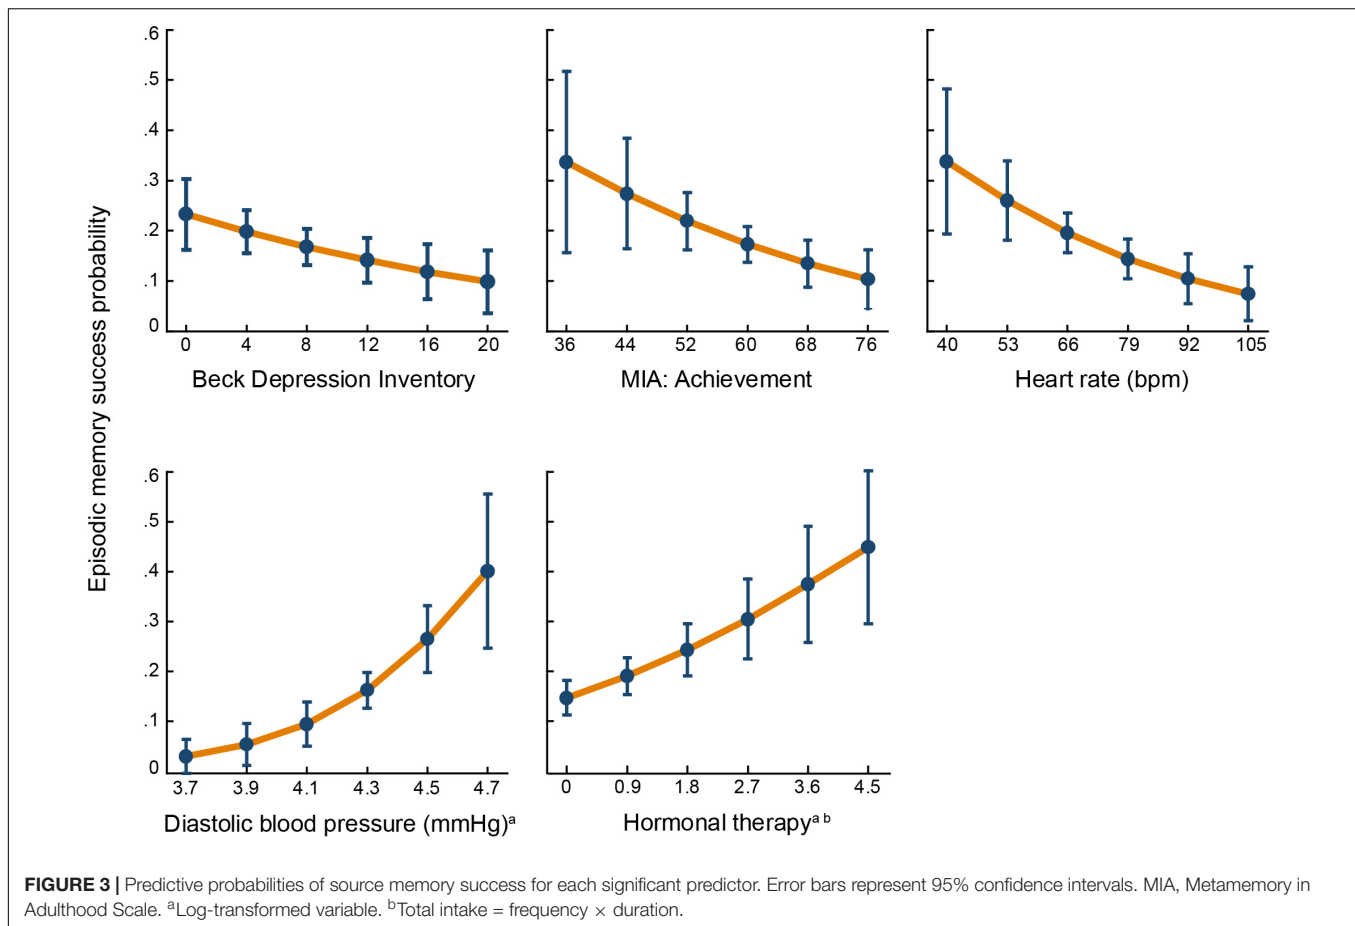 Episodic memory success probability
.6
.5
.4
.3
.2
.1
0
0 4 8 12 16 20
Beck Depression Inventory
36 44 52 60 68 76
MIA: Achievement
40 53 66 79 92 105
Heart rate (bpm)
.6
.5
.4
.3
.2
.1
0
3.7 3.9 4.1 4.3 4.5 4.7
Diastolic blood pressure (mmHg)ᵃ
0 0.9 1.8 2.7 3.6 4.5
Hormonal therapyᵃ ᵇ
FIGURE 3 | Predictive probabilities of source memory success for each significant predictor. Error bars represent 95% confidence intervals. MIA, Metamemory in
Adulthood Scale. ᵃLog-transformed variable. ᵇTotal intake = frequency × duration.